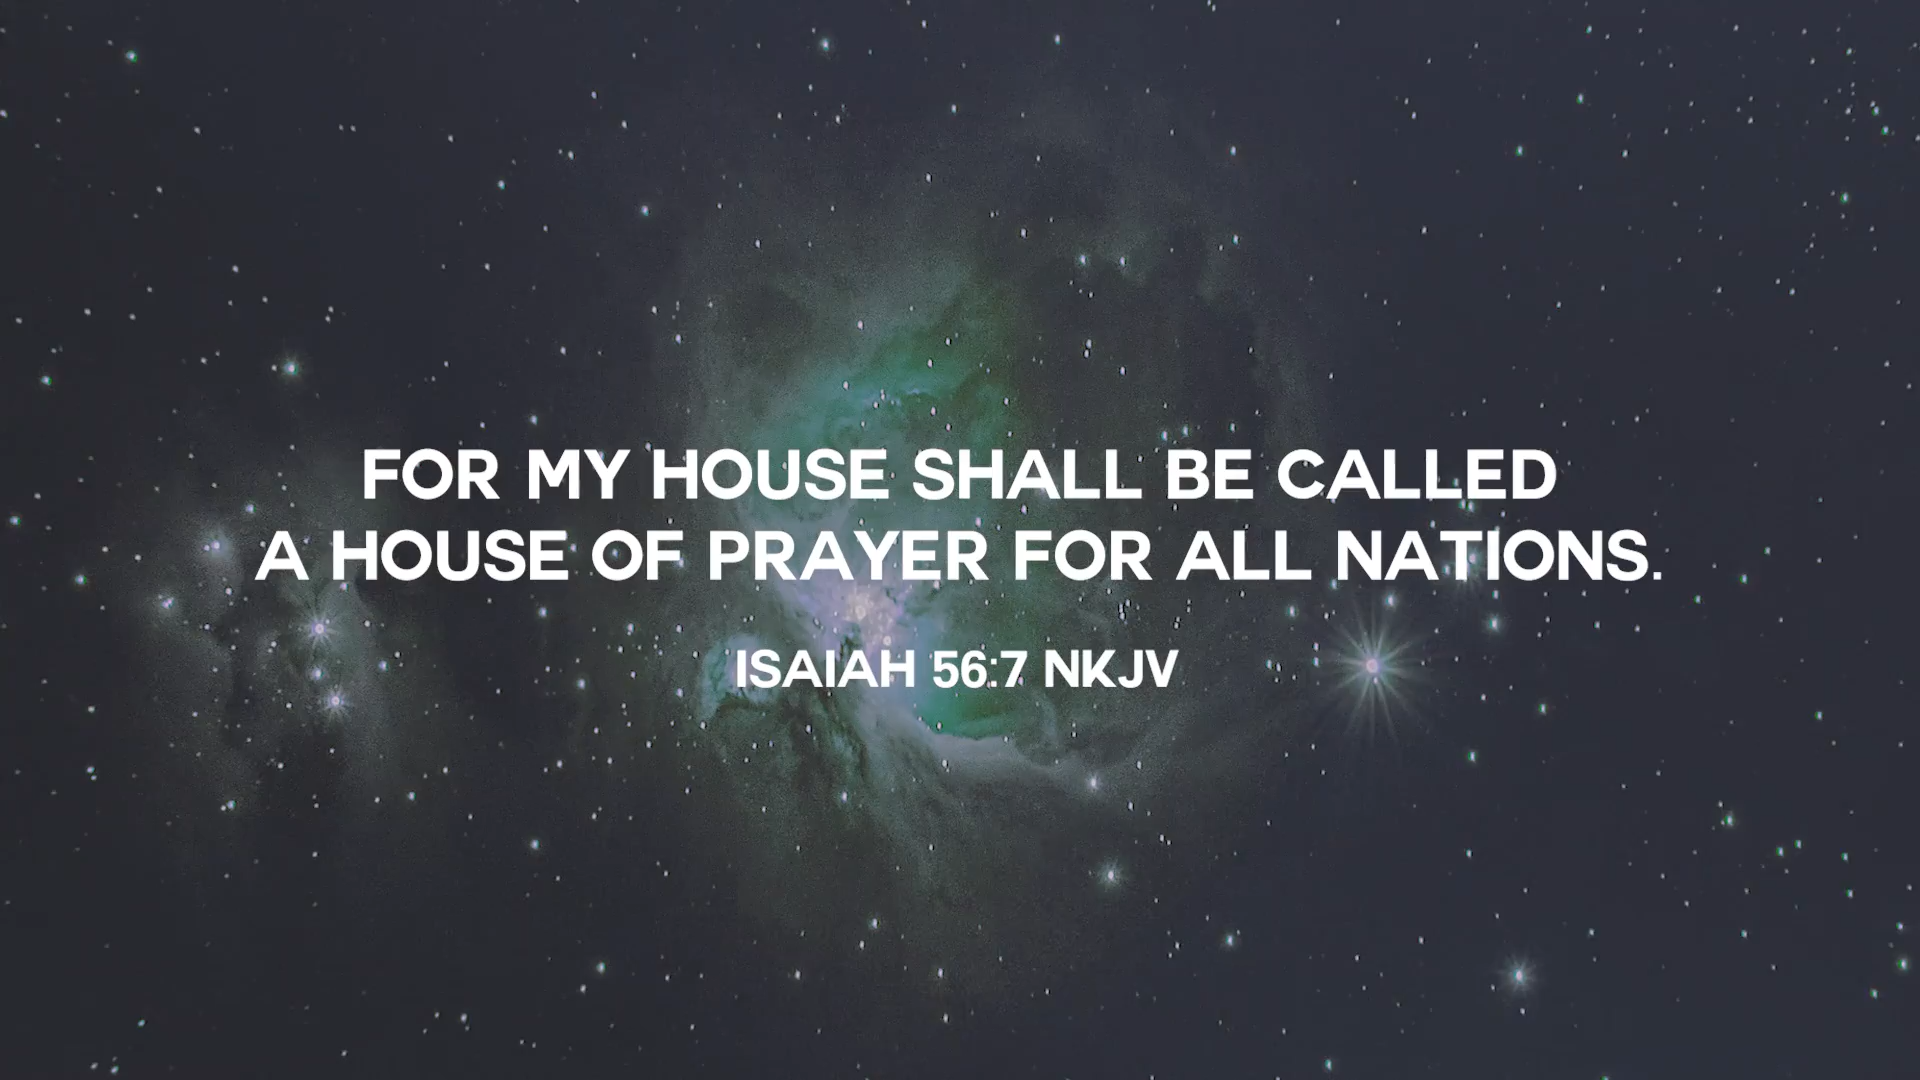 FOR MY HOUSE SHALL BE CALLED
A HOUSE OF PRAYER FOR ALL NATIONS.
ISAIAH 56:7 NKJV